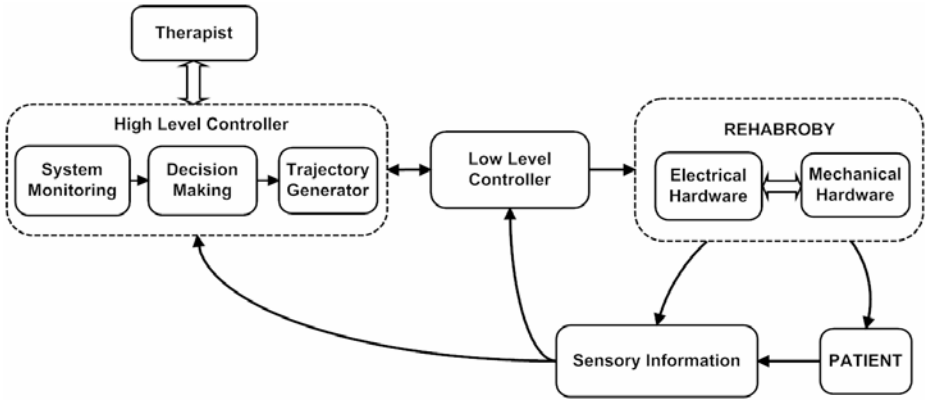 Therapist
High Level Controller
System
Monitoring
Decision
Making
Trajectory
Generator
Low Level
Controller
REHABROBY
Electrical
Hardware
Mechanical
Hardware
Sensory Information
PATIENT